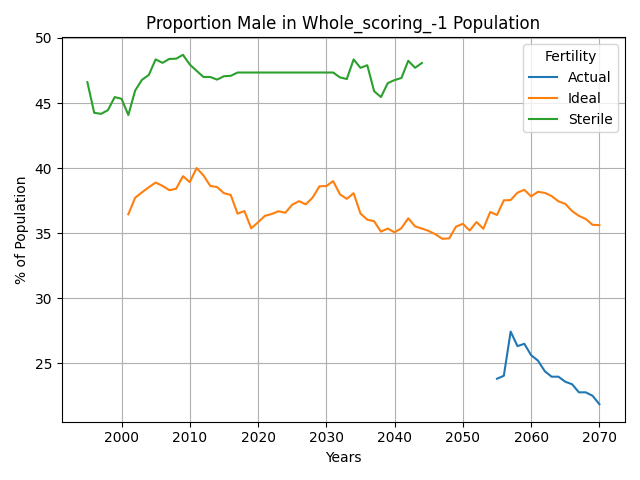 Proportion Male in Whole_scoring_-1 Population
% of Population
50
45
40
35
30
25
Fertility
Actual
Ideal
Sterile
2000 2010 2020 2030 2040 2050 2060 2070
Years